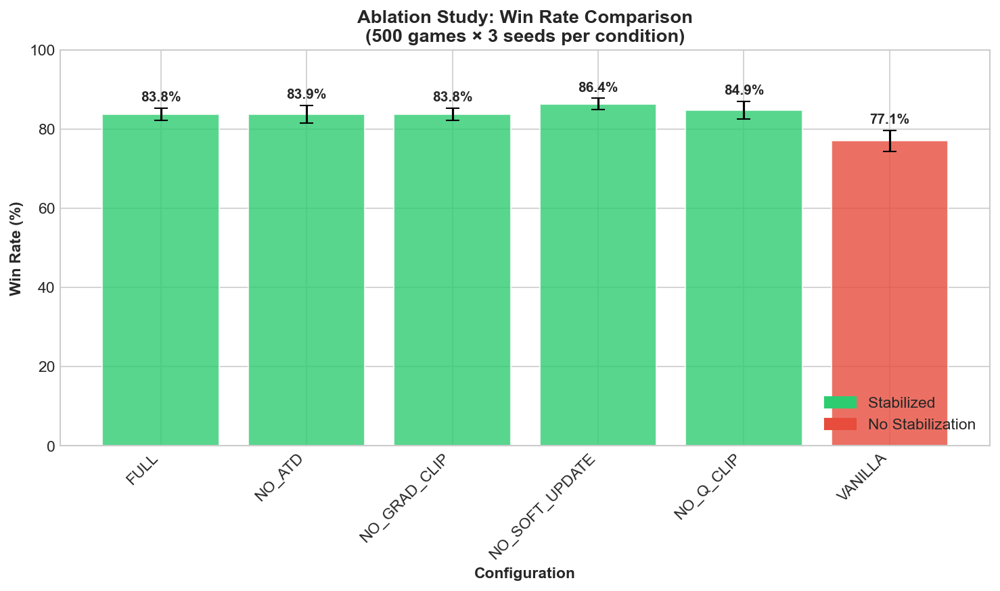 Ablation Study: Win Rate Comparison
(500 games × 3 seeds per condition)
100
80
60
40
20
0
Win Rate (%)
83.8%
83.9%
83.8%
86.4%
84.9%
77.1%
Stabilized
No Stabilization
FULL
NO_ATD
NO_GRAD_CLIP
NO_SOFT_UPDATE
NO_Q_CLIP
VANILLA
Configuration